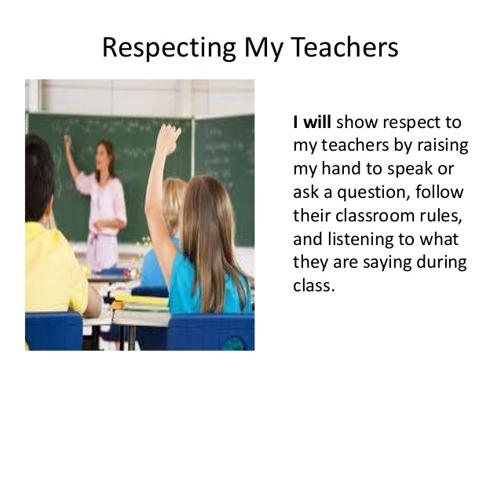 Respecting My Teachers
I will show respect to
my teachers by raising
my hand to speak or
ask a question, follow
their classroom rules,
and listening to what
they are saying during
class.